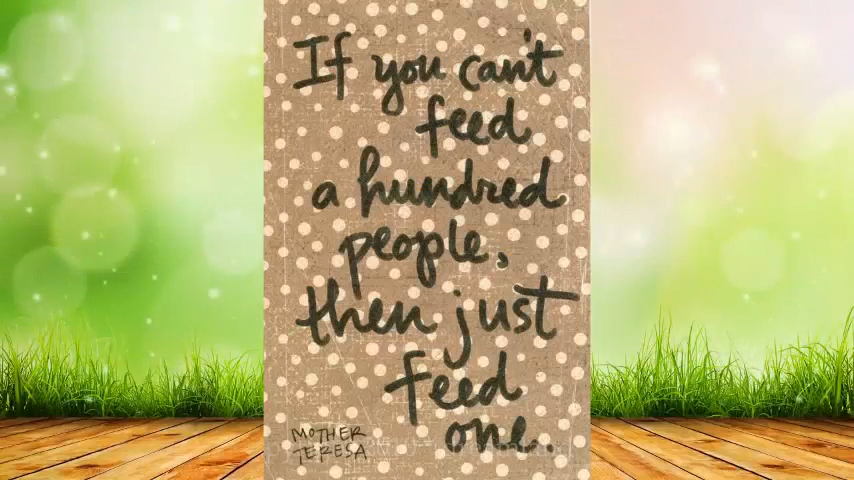 If you can't
feed
a hundred
people,
then just
feed
one.
MOTHER
TERESA